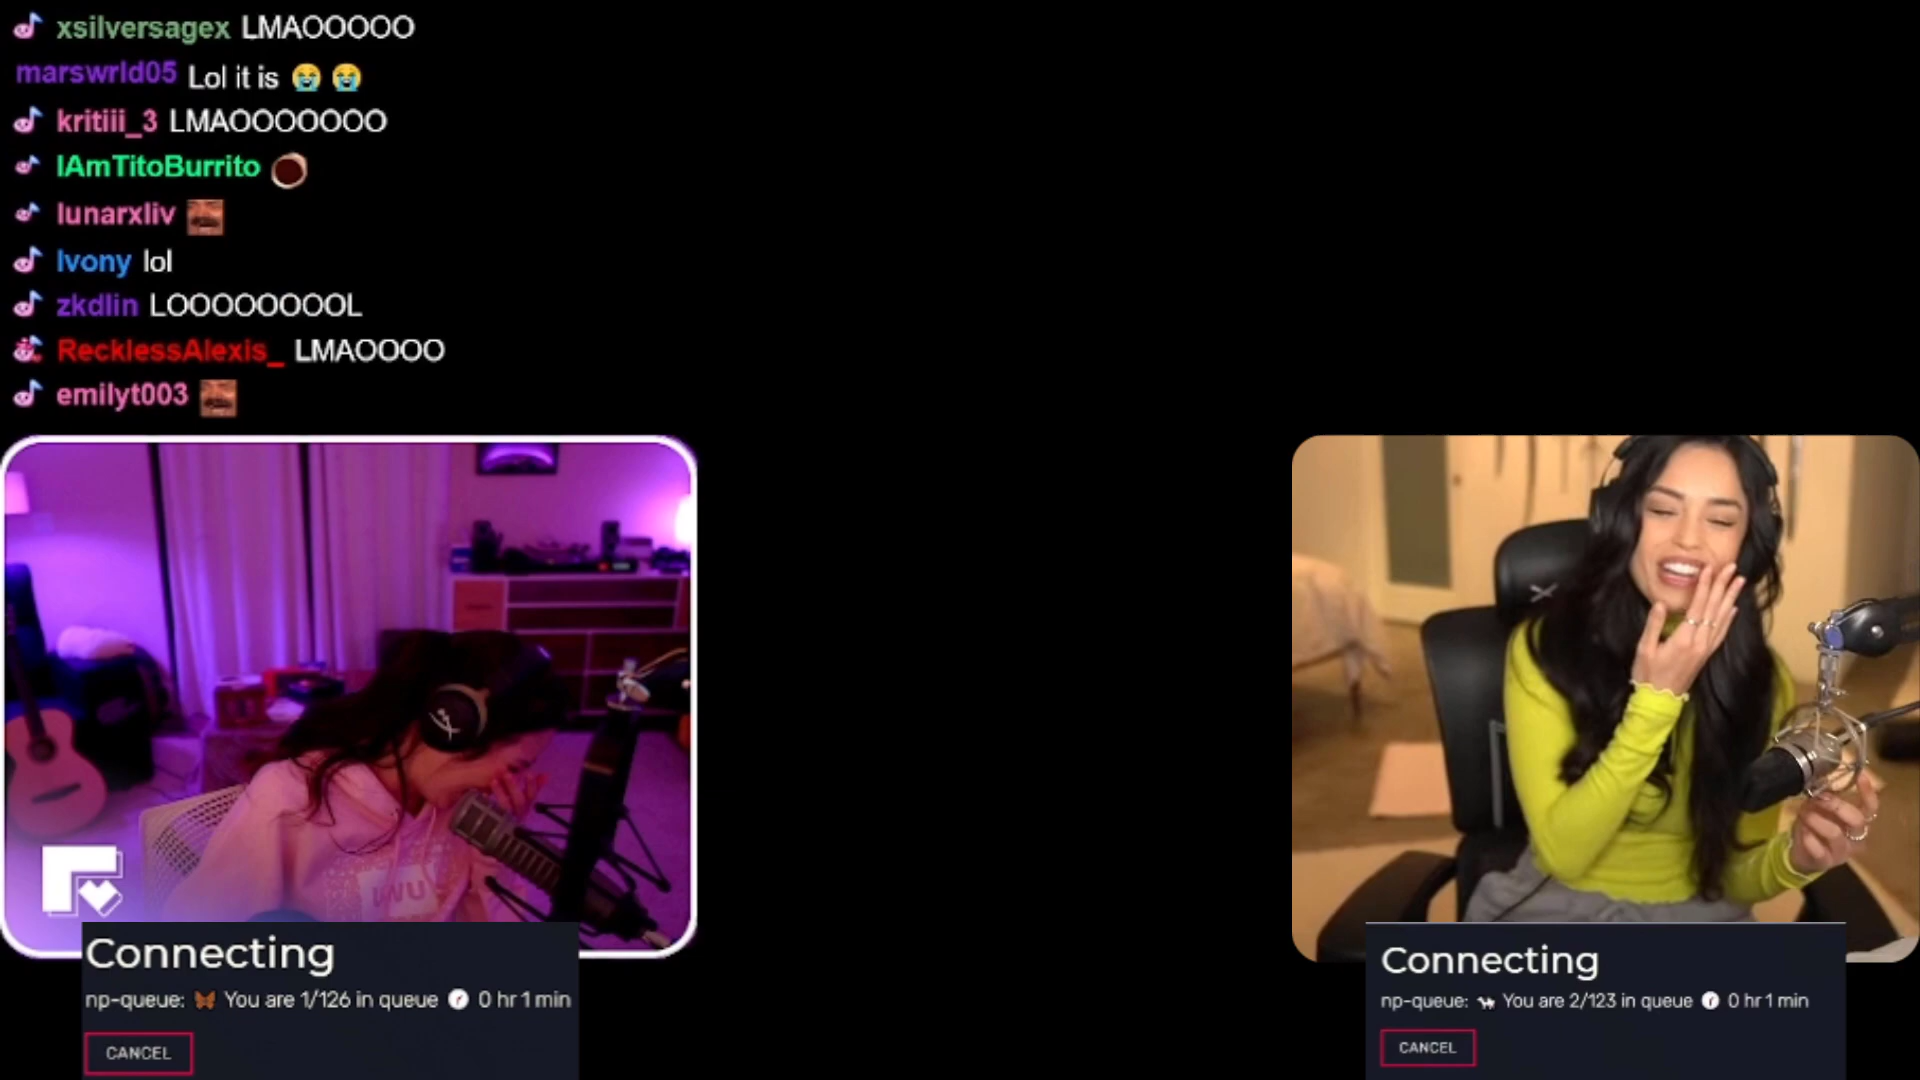 xsilversagex LMAOOOOO
marswrld05 Lol it is 😭 😭
kritiii_3 LMAOOOOOOO
IAmTitoBurrito
lunarxliv
Ivony lol
zkdlin LOOOOOOOOL
RecklessAlexis_ LMAOOOO
emilyt003
Connecting
np-queue: 🦋 You are 1/126 in queue 🕐 0 hr 1 min
CANCEL
Connecting
np-queue: 🐪 You are 2/123 in queue 🕐 0 hr 1 min
CANCEL